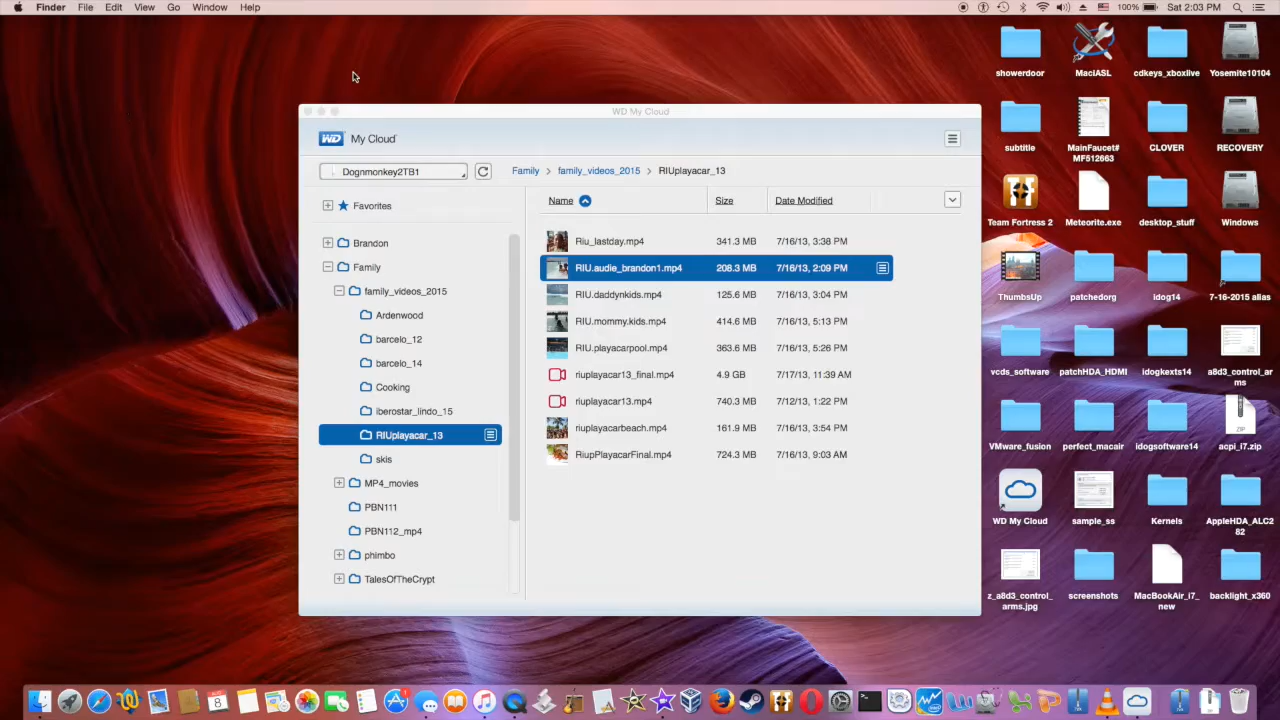 Finder File Edit View Go Window Help
100% Sat 2:03 PM
WD My Cloud
WD My Cloud
Dognmonkey2TB1
Family > family_videos_2015 > RIUplayacar_13
Favorites
Brandon
Family
family_videos_2015
Ardenwood
barcelo_12
barcelo_14
Cooking
iberostar_lindo_15
RIUplayacar_13
skis
MP4_movies
PBN111
PBN112_mp4
phimbo
TalesOfTheCrypt
Name Size Date Modified
Riu_lastday.mp4 341.3 MB 7/16/13, 3:38 PM
RIU.audie_brandon1.mp4 208.3 MB 7/16/13, 2:09 PM
RIU.daddynkids.mp4 125.6 MB 7/16/13, 3:04 PM
RIU.mommy.kids.mp4 414.6 MB 7/16/13, 5:13 PM
RIU.playacarpool.mp4 363.6 MB 7/16/13, 5:26 PM
riuplayacar13_final.mp4 4.9 GB 7/17/13, 11:39 AM
riuplayacar13.mp4 740.3 MB 7/12/13, 1:22 PM
riuplayacarbeach.mp4 161.9 MB 7/16/13, 3:54 PM
RiupPlayacarFinal.mp4 724.3 MB 7/16/13, 9:03 AM
showerdoor MaciASL cdkeys_xboxlive Yosemite10104
subtitle MainFaucet# CLOVER RECOVERY
MF512663
Team Fortress 2 Meteorite.exe desktop_stuff Windows
ThumbsUp patchedorg idog14 7-16-2015 alias
vcds_software patchHDA_HDMI idogkexts14 a8d3_control_ar
ms
VMware_fusion perfect_macair idogsoftware14 acpi_i7.zip
ZIP
WD My Cloud sample_ss Kernels AppleHDA_ALC2
82
z_a8d3_control_ screenshots MacBookAir_i7_ backlight_x360
arms.jpg new